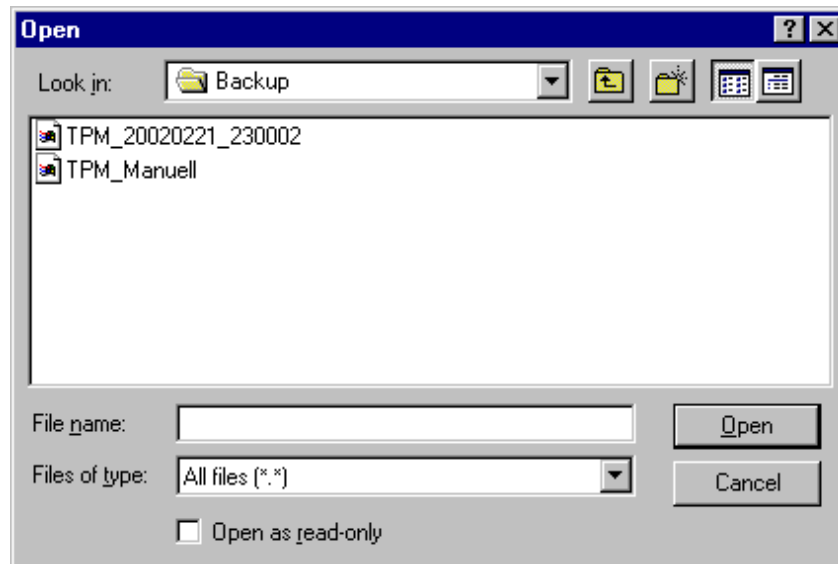 Open
Look in: Backup
TPM_20020221_230002
TPM_Manuell
File name: Open
Files of type: All files (*.*) Cancel
Open as read-only